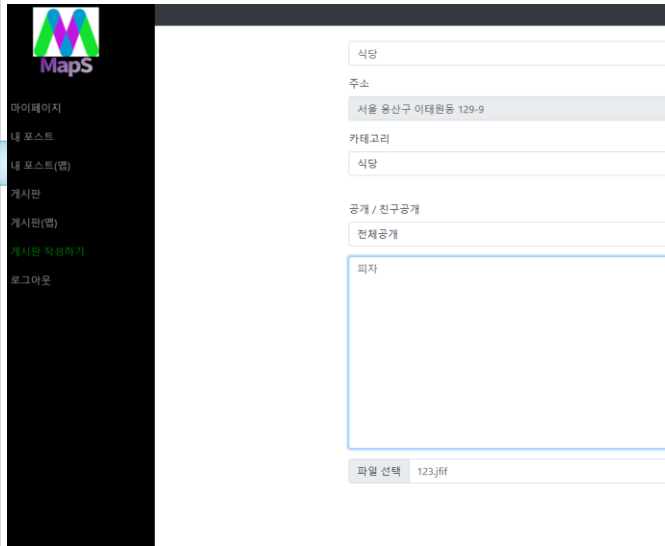 MapS
마이페이지
내 포스트
내 포스트(맵)
게시판
게시판(맵)
게시판 작성하기
로그아웃
식당
주소
서울 용산구 이태원동 129-9
카테고리
식당
공개 / 친구공개
전체공개
피자
파일 선택 123.jfif